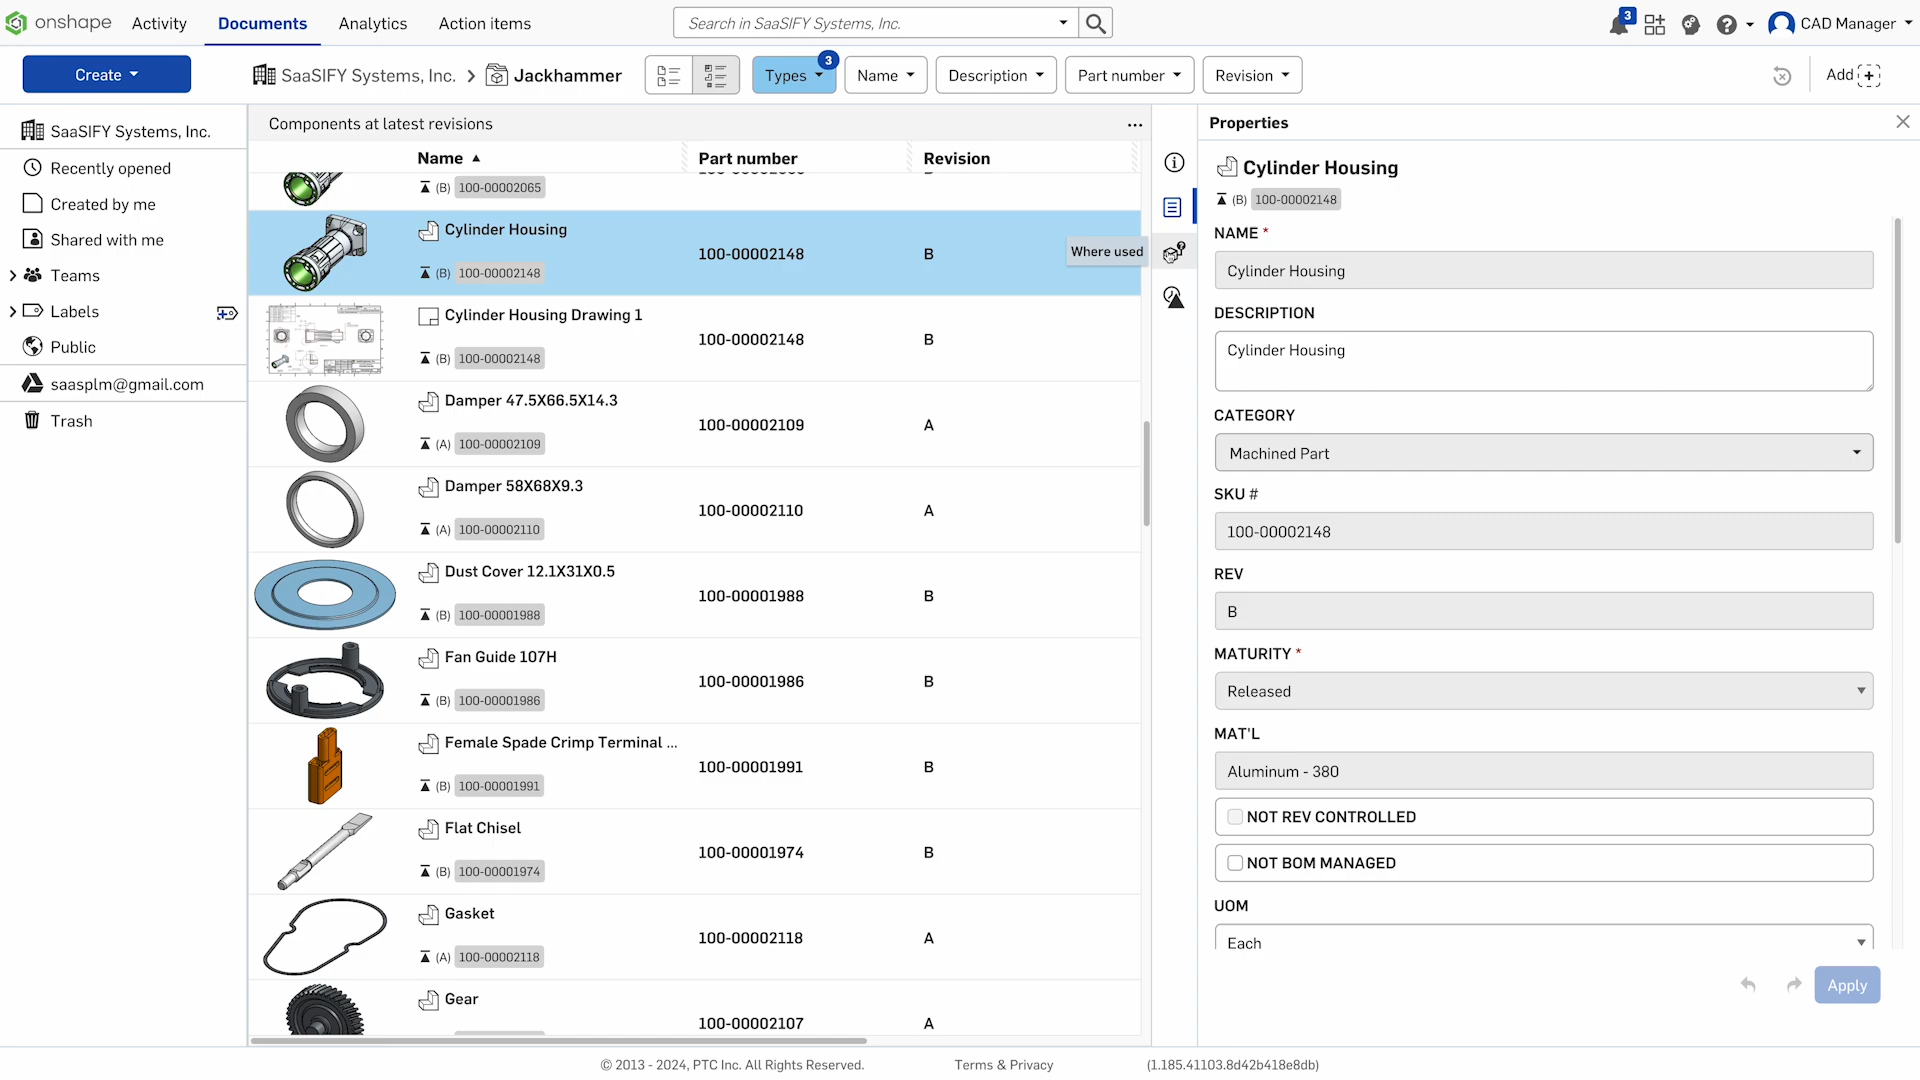 onshape Activity Documents Analytics Action items Search in SaaSIFY Systems, Inc. 3 CAD Manager
Create SaaSIFY Systems, Inc. > Jackhammer Types 3 Name Description Part number Revision Add
SaaSIFY Systems, Inc.
Recently opened
Created by me
Shared with me
Teams
Labels
Public
saasplm@gmail.com
Trash
Components at latest revisions ...
Name Part number Revision
(B) 100-00002065
Cylinder Housing
100-00002148 B
(B) 100-00002148
Where used
Cylinder Housing Drawing 1
100-00002148 B
(B) 100-00002148
Damper 47.5X66.5X14.3
100-00002109 A
(A) 100-00002109
Damper 58X68X9.3
100-00002110 A
(A) 100-00002110
Dust Cover 12.1X31X0.5
100-00001988 B
(B) 100-00001988
Fan Guide 107H
100-00001986 B
(B) 100-00001986
Female Spade Crimp Terminal ...
100-00001991 B
(B) 100-00001991
Flat Chisel
100-00001974 B
(B) 100-00001974
Gasket
100-00002118 A
(A) 100-00002118
Gear
100-00002107 A
Properties
Cylinder Housing
(B) 100-00002148
NAME *
Cylinder Housing
DESCRIPTION
Cylinder Housing
CATEGORY
Machined Part
SKU #
100-00002148
REV
B
MATURITY *
Released
MAT'L
Aluminum - 380
NOT REV CONTROLLED
NOT BOM MANAGED
UOM
Each
Apply
© 2013 - 2024, PTC Inc. All Rights Reserved. Terms & Privacy (1.185.41103.8d42b418e8db)